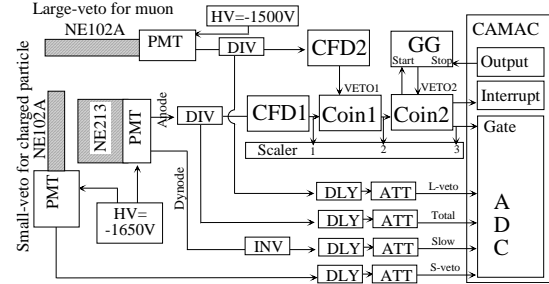 Large-veto for muon
NE102A
PMT
HV=-1500V
DIV
CFD2
GG
Start Stop
CAMAC
Output
VETO1
VETO2
Interrupt
Small-veto for charged particle
NE102A
NE213
PMT
Anode
DIV
CFD1
Coin1
Coin2
Gate
Scaler
1
2
3
PMT
HV=
-1650V
Dynode
DLY
ATT
L-veto
DLY
ATT
Total
INV
DLY
ATT
Slow
DLY
ATT
S-veto
A
D
C